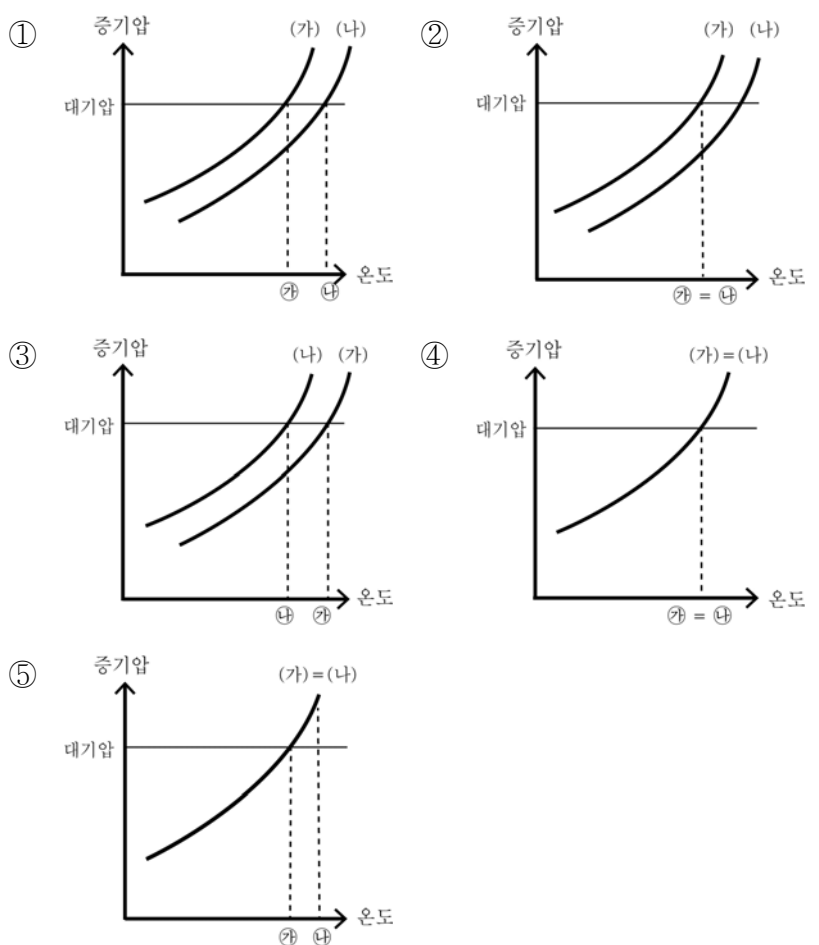 ①
증기압
(가) (나)
대기압
온도
㉮ ㉯
②
증기압
(가) (나)
대기압
온도
㉮ = ㉯
③
증기압
(나) (가)
대기압
온도
㉯ ㉮
④
증기압
(가)=(나)
대기압
온도
㉮ = ㉯
⑤
증기압
(가)=(나)
대기압
온도
㉮ ㉯